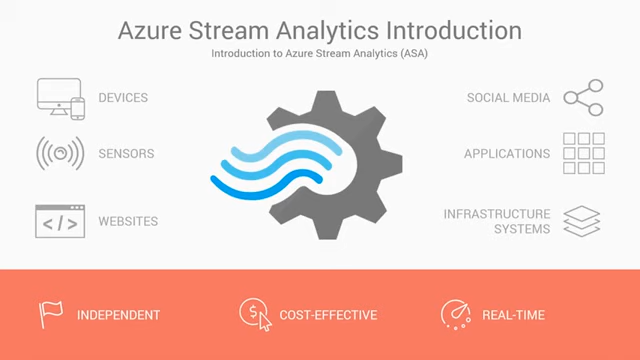 Azure Stream Analytics Introduction
Introduction to Azure Stream Analytics (ASA)
DEVICES
SENSORS
WEBSITES
</>
SOCIAL MEDIA
APPLICATIONS
INFRASTRUCTURE
SYSTEMS
$
INDEPENDENT
COST-EFFECTIVE
REAL-TIME